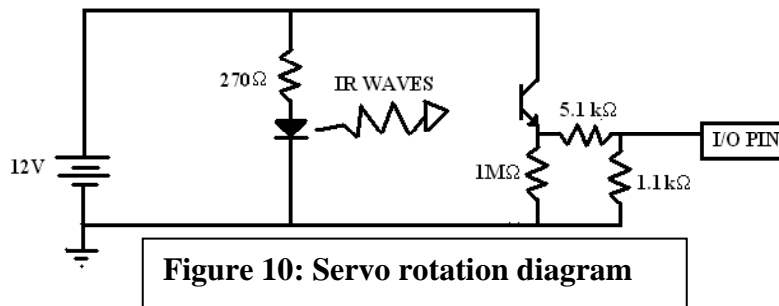 270Ω
IR WAVES
5.1 kΩ
I/O PIN
12V
1MΩ
1.1kΩ
Figure 10: Servo rotation diagram